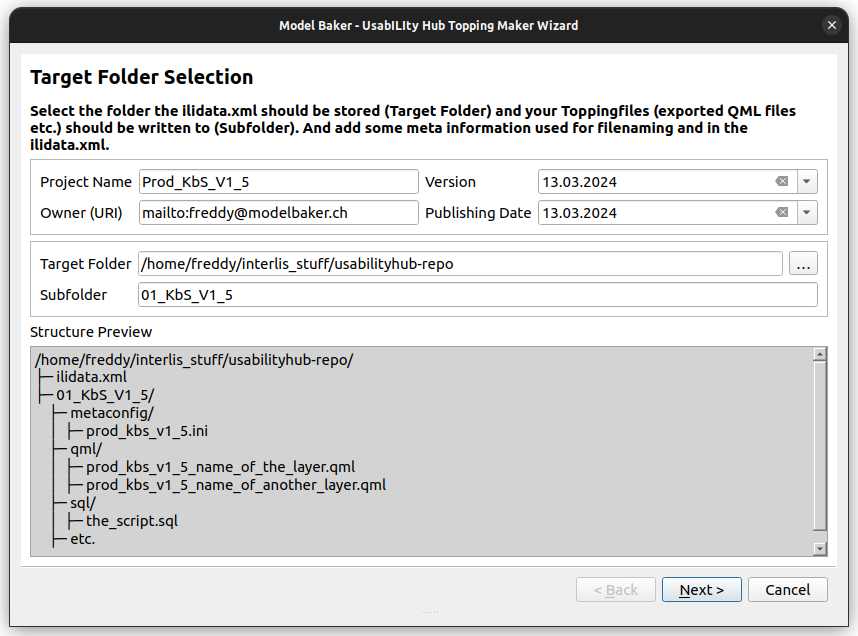 Model Baker - UsabILIty Hub Topping Maker Wizard
Target Folder Selection
Select the folder the ilidata.xml should be stored (Target Folder) and your Toppingfiles (exported QML files
etc.) should be written to (Subfolder). And add some meta information used for filenaming and in the
ilidata.xml.
Project Name Prod_KbS_V1_5 Version 13.03.2024
Owner (URI) mailto:freddy@modelbaker.ch Publishing Date 13.03.2024
Target Folder /home/freddy/interlis_stuff/usabilityhub-repo ...
Subfolder 01_KbS_V1_5
Structure Preview
/home/freddy/interlis_stuff/usabilityhub-repo/
├─ ilidata.xml
├─ 01_KbS_V1_5/
├─ metaconfig/
│ ├─ prod_kbs_v1_5.ini
├─ qml/
│ ├─ prod_kbs_v1_5_name_of_the_layer.qml
│ ├─ prod_kbs_v1_5_name_of_another_layer.qml
├─ sql/
│ ├─ the_script.sql
├─ etc.
< Back Next > Cancel